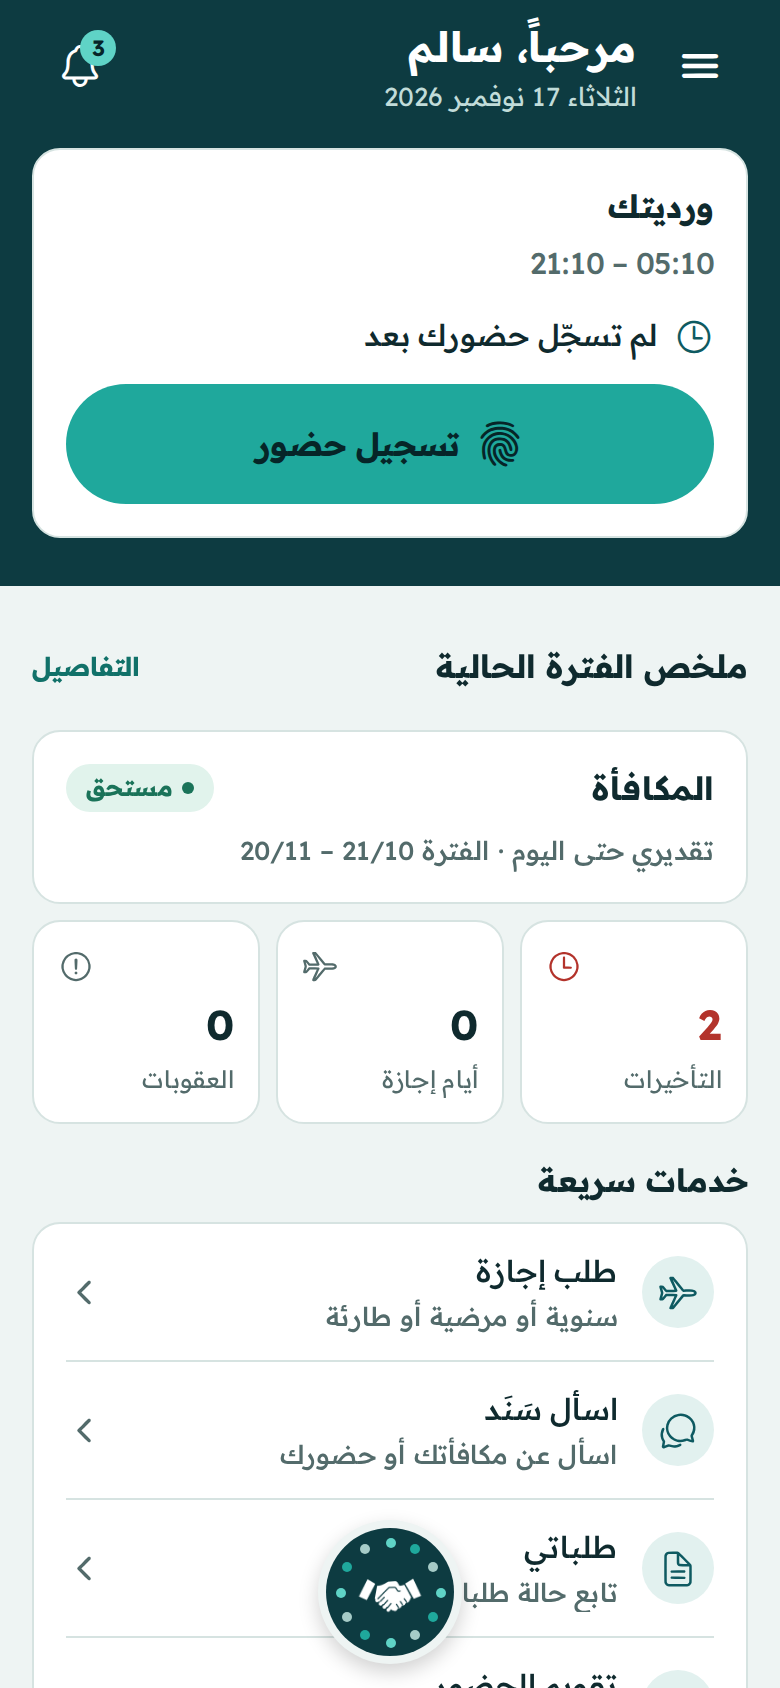 مرحباً، سالم
3
الثلاثاء 17 نوفمبر 2026
ورديتك
21:10 – 05:10
لم تسجّل حضورك بعد
تسجيل حضور
ملخص الفترة الحالية
التفاصيل
المكافأة
مستحق
تقديري حتى اليوم · الفترة 21/10 – 20/11
2
التأخيرات
0
أيام إجازة
0
العقوبات
خدمات سريعة
طلب إجازة
سنوية أو مرضية أو طارئة
اسأل سَنَد
اسأل عن مكافأتك أو حضورك
طلباتي
تابع حالة
تقويم الحضور